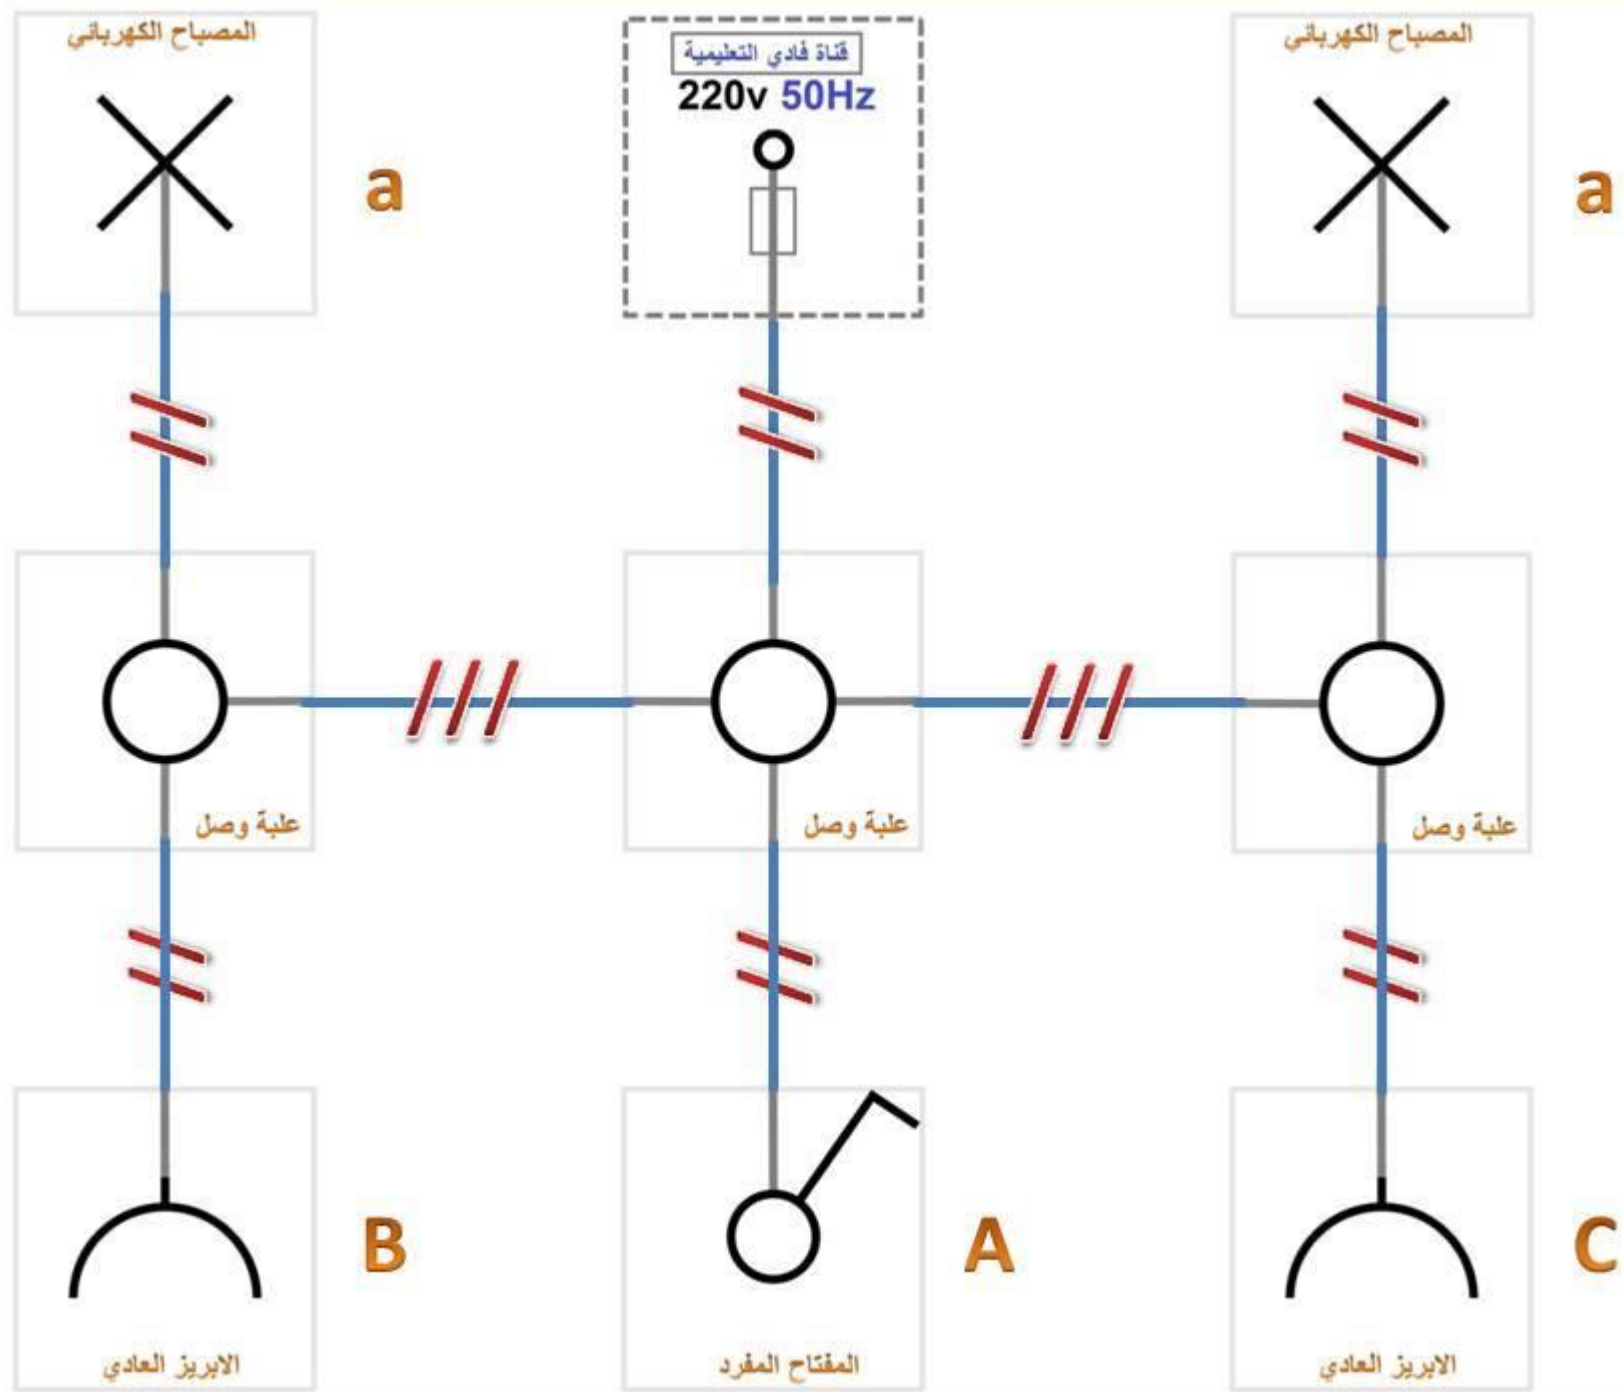 المصباح الكهربائي
قناة فادي التعليمية
220v 50Hz
المصباح الكهربائي
a
a
علبة وصل
علبة وصل
علبة وصل
B
A
C
الابريز العادي
المفتاح المفرد
الابريز العادي